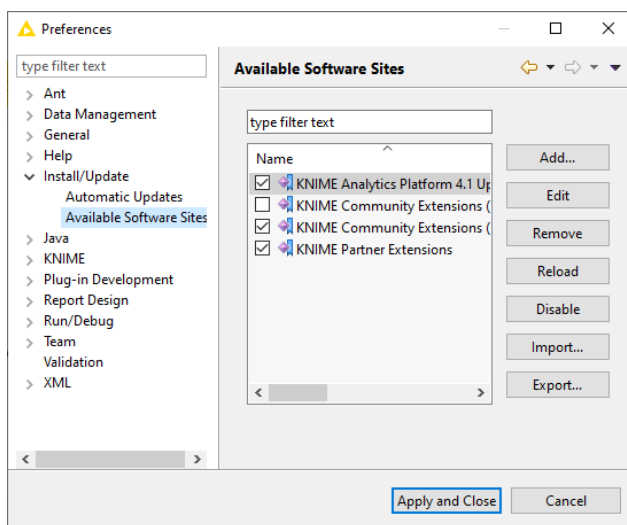 Preferences
type filter text
Ant
Data Management
General
Help
Install/Update
Automatic Updates
Available Software Sites
Java
KNIME
Plug-in Development
Report Design
Run/Debug
Team
Validation
XML
Available Software Sites
type filter text
Name
KNIME Analytics Platform 4.1 Up
KNIME Community Extensions (
KNIME Community Extensions (
KNIME Partner Extensions
Add...
Edit
Remove
Reload
Disable
Import...
Export...
Apply and Close
Cancel